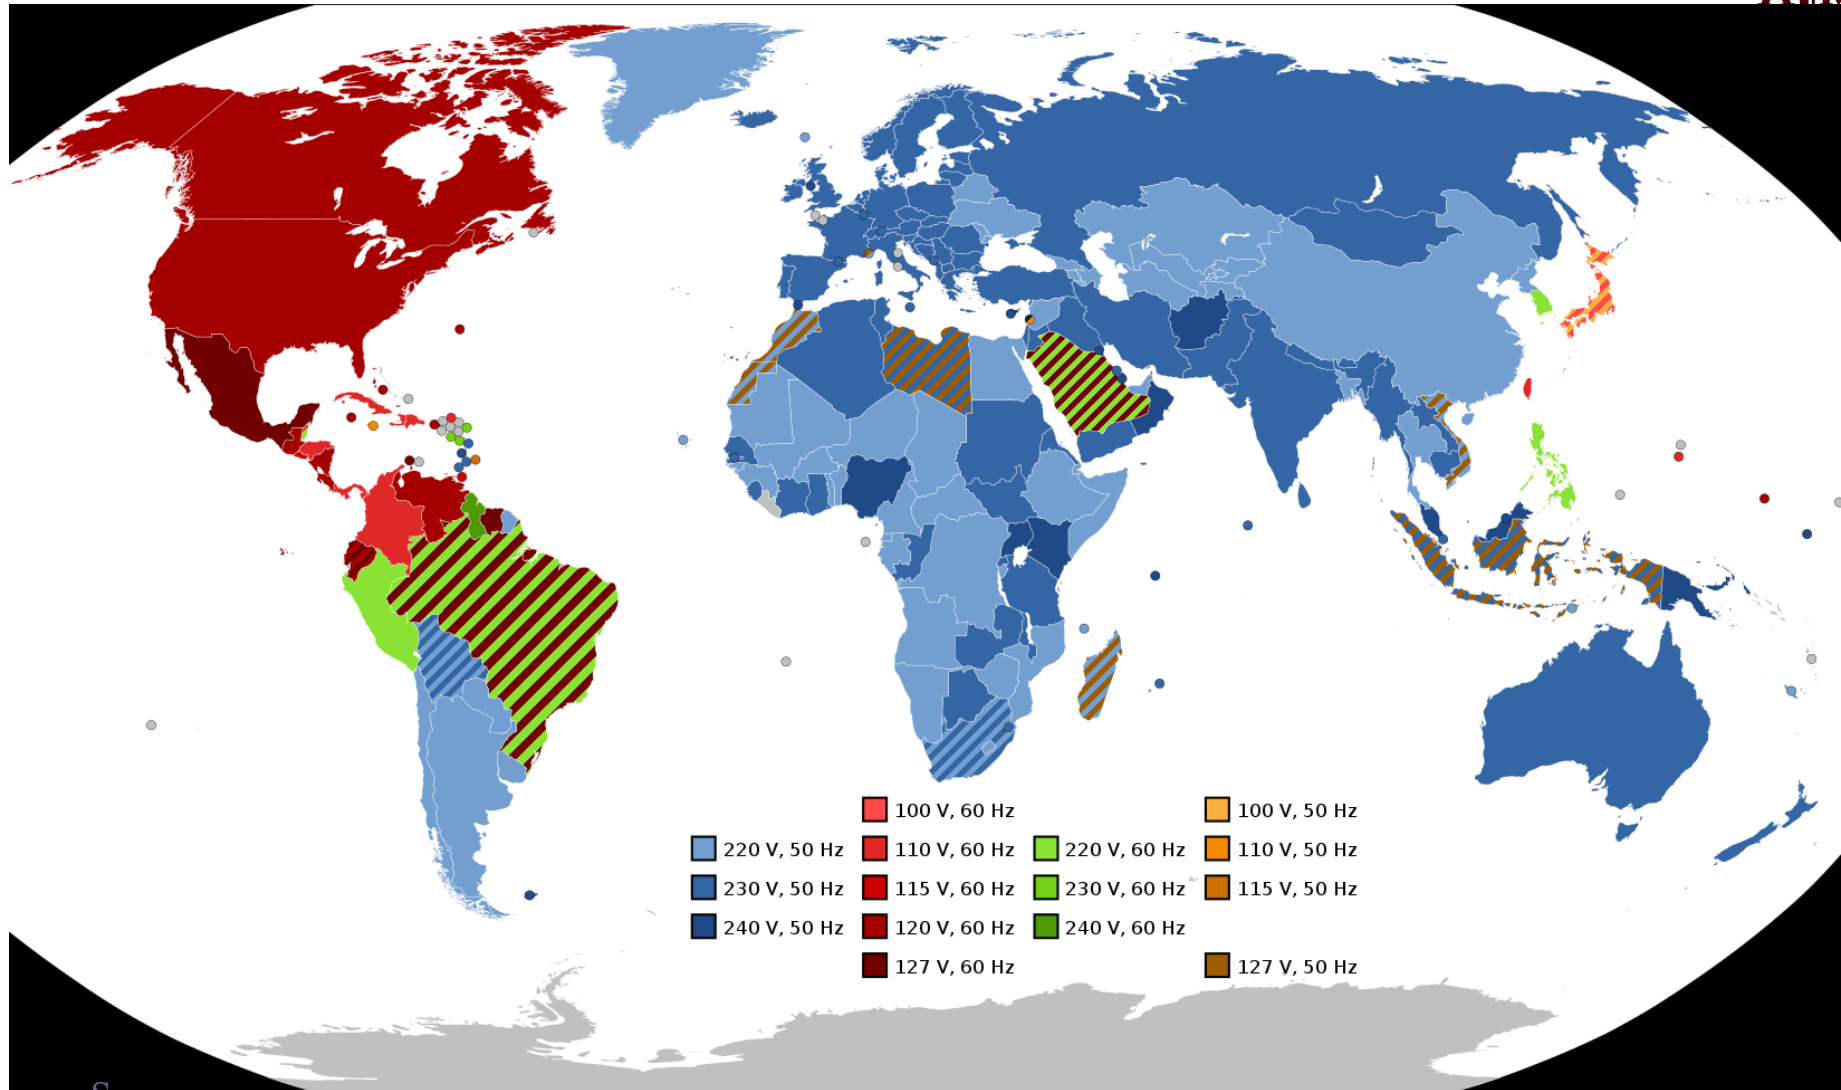 100 V, 60 Hz 100 V, 50 Hz
220 V, 50 Hz 110 V, 60 Hz 220 V, 60 Hz 110 V, 50 Hz
230 V, 50 Hz 115 V, 60 Hz 230 V, 60 Hz 115 V, 50 Hz
240 V, 50 Hz 120 V, 60 Hz 240 V, 60 Hz
127 V, 60 Hz 127 V, 50 Hz